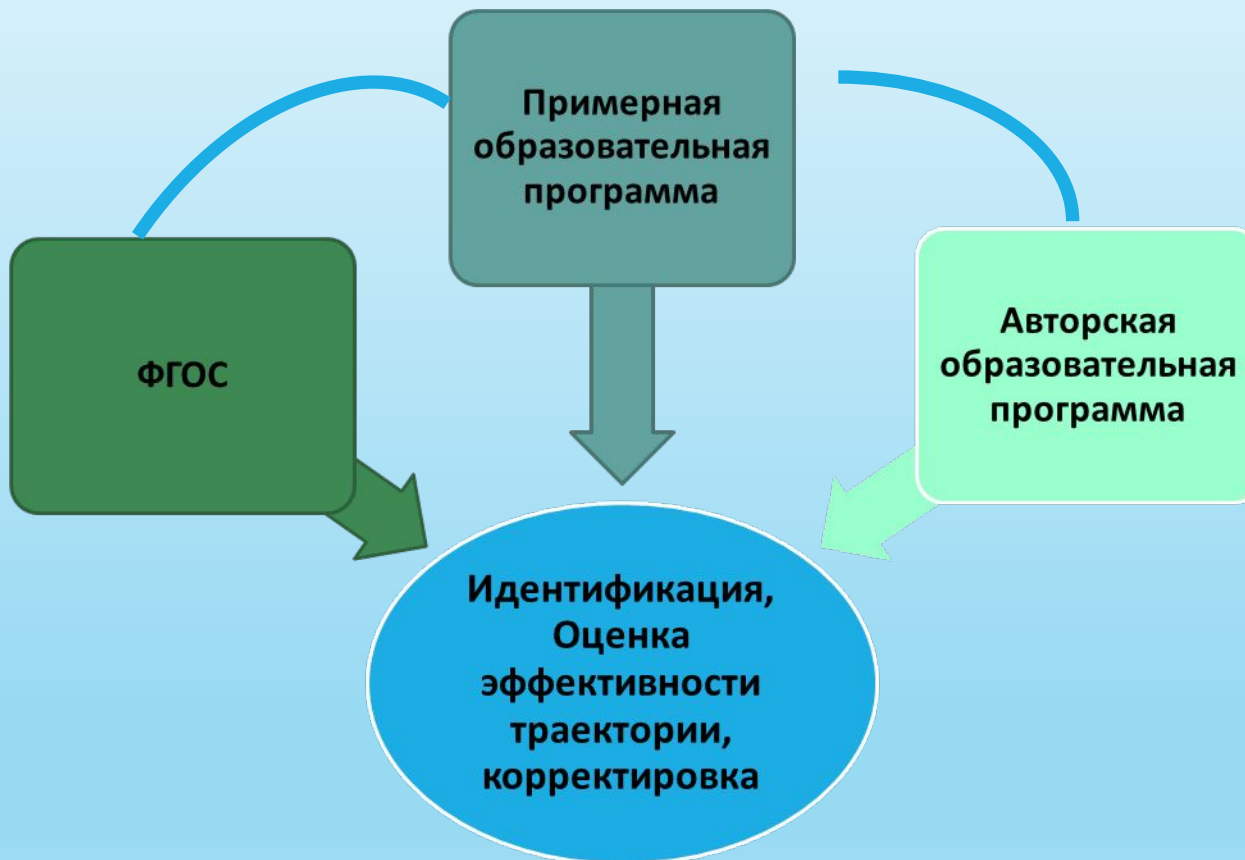 Примерная
образовательная
программа
ФГОС
Авторская
образовательная
программа
Идентификация,
Оценка
эффективности
траектории,
корректировка